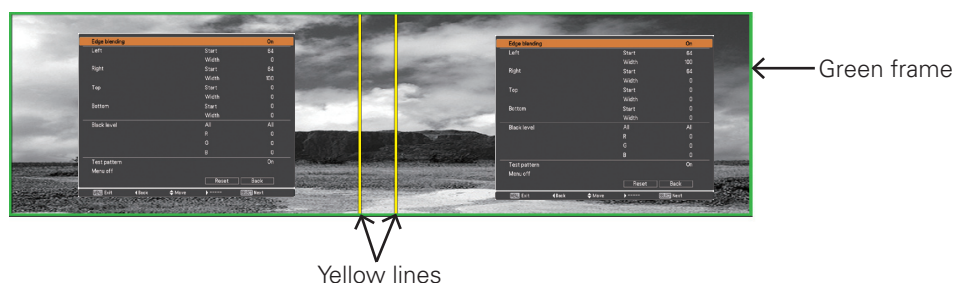 Edge blending On
Left Start 64
Width 0
Right Start 64
Width 100
Top Start 0
Width 0
Bottom Start 0
Width 0
Black level All All
R 0
G 0
B 0
Test pattern On
Menu off
Reset Back
MENU Exit Back Move ------- SELECT Next
Edge blending On
Left Start 64
Width 100
Right Start 64
Width 0
Top Start 0
Width 0
Bottom Start 0
Width 0
Black level All All
R 0
G 0
B 0
Test pattern On
Menu off
Reset Back
MENU Exit Back Move ------- SELECT Next
Green frame
Yellow lines